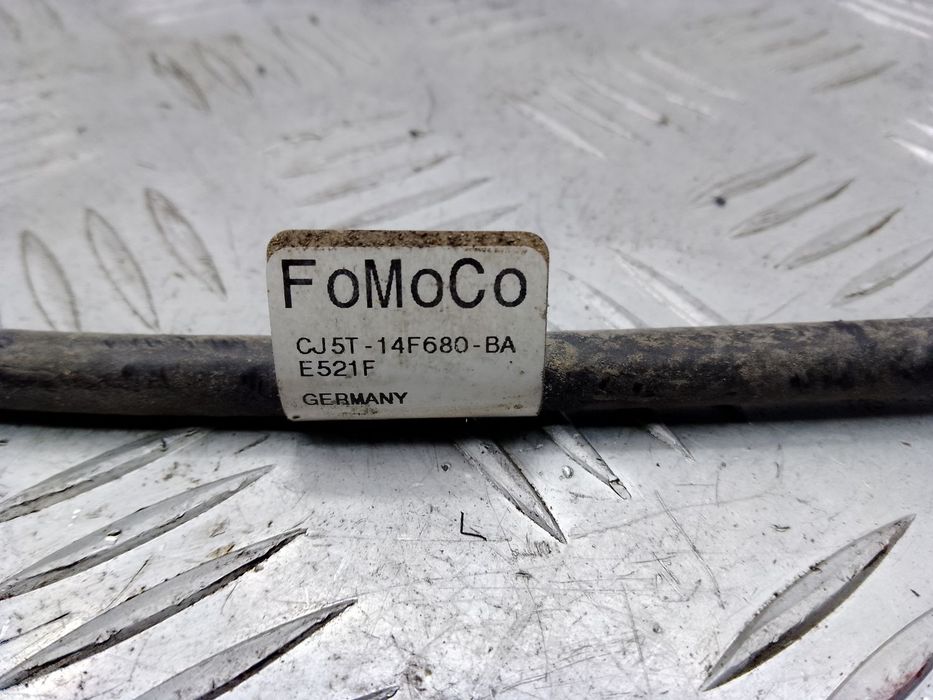 FoMoCo
CJ5T-14F680-BA
E521F
GERMANY